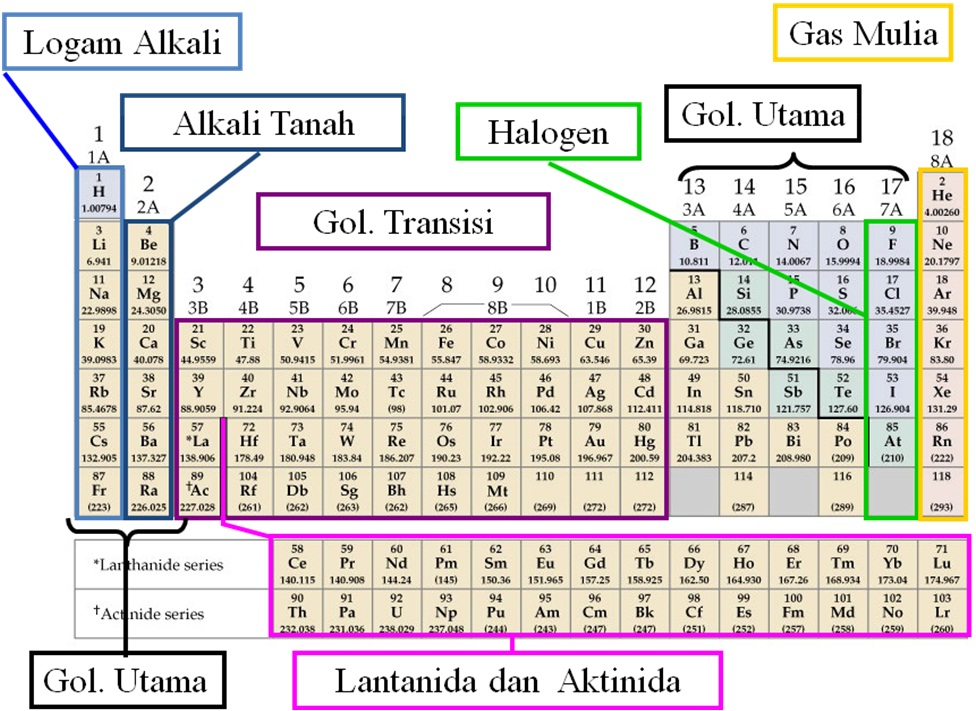 Logam Alkali
Gas Mulia
Alkali Tanah
Halogen
Gol. Utama
Gol. Transisi
1
1A
2
2A
3
3B
4
4B
5
5B
6
6B
7
7B
8 9 10
8B
11
1B
12
2B
13
3A
14
4A
15
5A
16
6A
17
7A
18
8A
1 2
H He
1.00794 4.00260
3 4 5 6 7 8 9 10
Li Be B C N O F Ne
6.941 9.01218 10.811 14.0067 15.9994 18.9984 20.1797
11 12 13 14 15 16 17 18
Na Mg Al Si P S Cl Ar
22.9898 24.3050 26.9815 28.0855 30.9738 35.4527 39.948
19 20 21 22 23 24 25 26 27 28 29 30 31 32 33 34 35 36
K Ca Sc Ti V Cr Mn Fe Co Ni Cu Zn Ga Ge As Se Br Kr
39.0983 40.078 44.9559 47.88 50.9415 51.9961 54.9381 55.847 58.9332 58.693 63.546 65.39 69.723 72.61 74.9216 78.96 79.904 83.80
37 38 39 40 41 42 43 44 45 46 47 48 49 50 51 52 53 54
Rb Sr Y Zr Nb Mo Tc Ru Rh Pd Ag Cd In Sn Sb Te I Xe
85.4678 87.62 88.9059 91.224 92.9064 95.94 (98) 101.07 102.906 106.42 107.868 112.411 114.818 118.710 121.757 127.60 126.904 131.29
55 56 57 72 73 74 75 76 77 78 79 80 81 82 83 84 85 86
Cs Ba *La Hf Ta W Re Os Ir Pt Au Hg Tl Pb Bi Po At Rn
132.905 137.327 138.906 178.49 180.948 183.84 186.207 190.23 192.22 195.08 196.967 200.59 204.383 207.2 208.980 (209) (210) (222)
87 88 89 104 105 106 107 108 109 110 111 112 114 116 118
Fr Ra †Ac Rf Db Sg Bh Hs Mt
(223) 226.025 227.028 (261) (262) (263) (262) (265) (266) (269) (272) (272) (287) (289) (293)
58 59 60 61 62 63 64 65 66 67 68 69 70 71
*Lanthanide series Ce Pr Nd Pm Sm Eu Gd Tb Dy Ho Er Tm Yb Lu
140.115 140.908 144.24 (145) 150.36 151.965 157.25 158.925 162.50 164.930 167.26 168.934 173.04 174.967
90 91 92 93 94 95 96 97 98 99 100 101 102 103
†Actinide series Th Pa U Np Pu Am Cm Bk Cf Es Fm Md No Lr
232.038 231.036 238.029 237.048 (244) (243) (247) (247) (251) (252) (257) (258) (259) (260)
Gol. Utama
Lantanida dan Aktinida